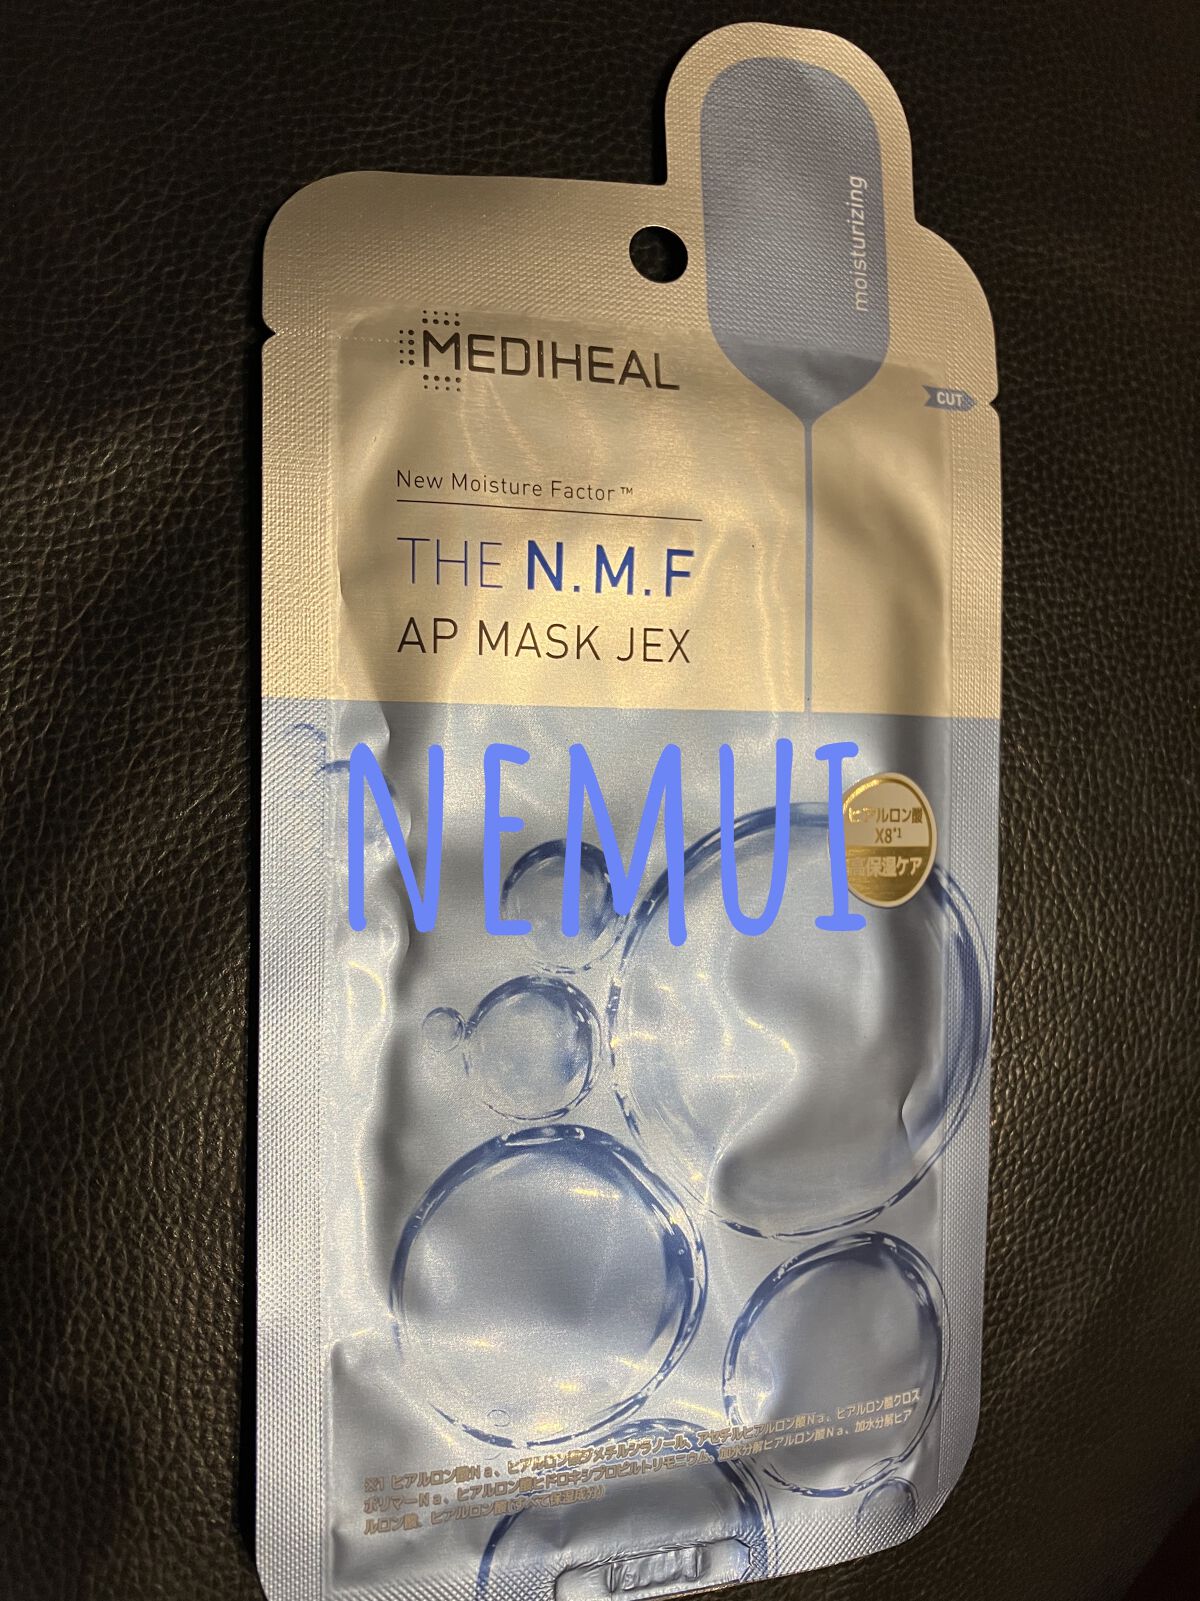 moisturizing
MEDIHEAL
CUT
New Moisture Factor™
THE N.M.F
AP MASK JEX
NEMUI
ヒアルロン酸
X8*1
高保湿ケア
※1 ヒアルロン酸Na、ヒアルロン酸ジメチルシラノール、アセチルヒアルロン酸Na、ヒアルロン酸クロス
ポリマーNa、ヒアルロン酸ヒドロキシプロピルトリモニウム、加水分解ヒアルロン酸Na、加水分解ヒア
ルロン酸、ヒアルロン酸(すべて保湿成分)